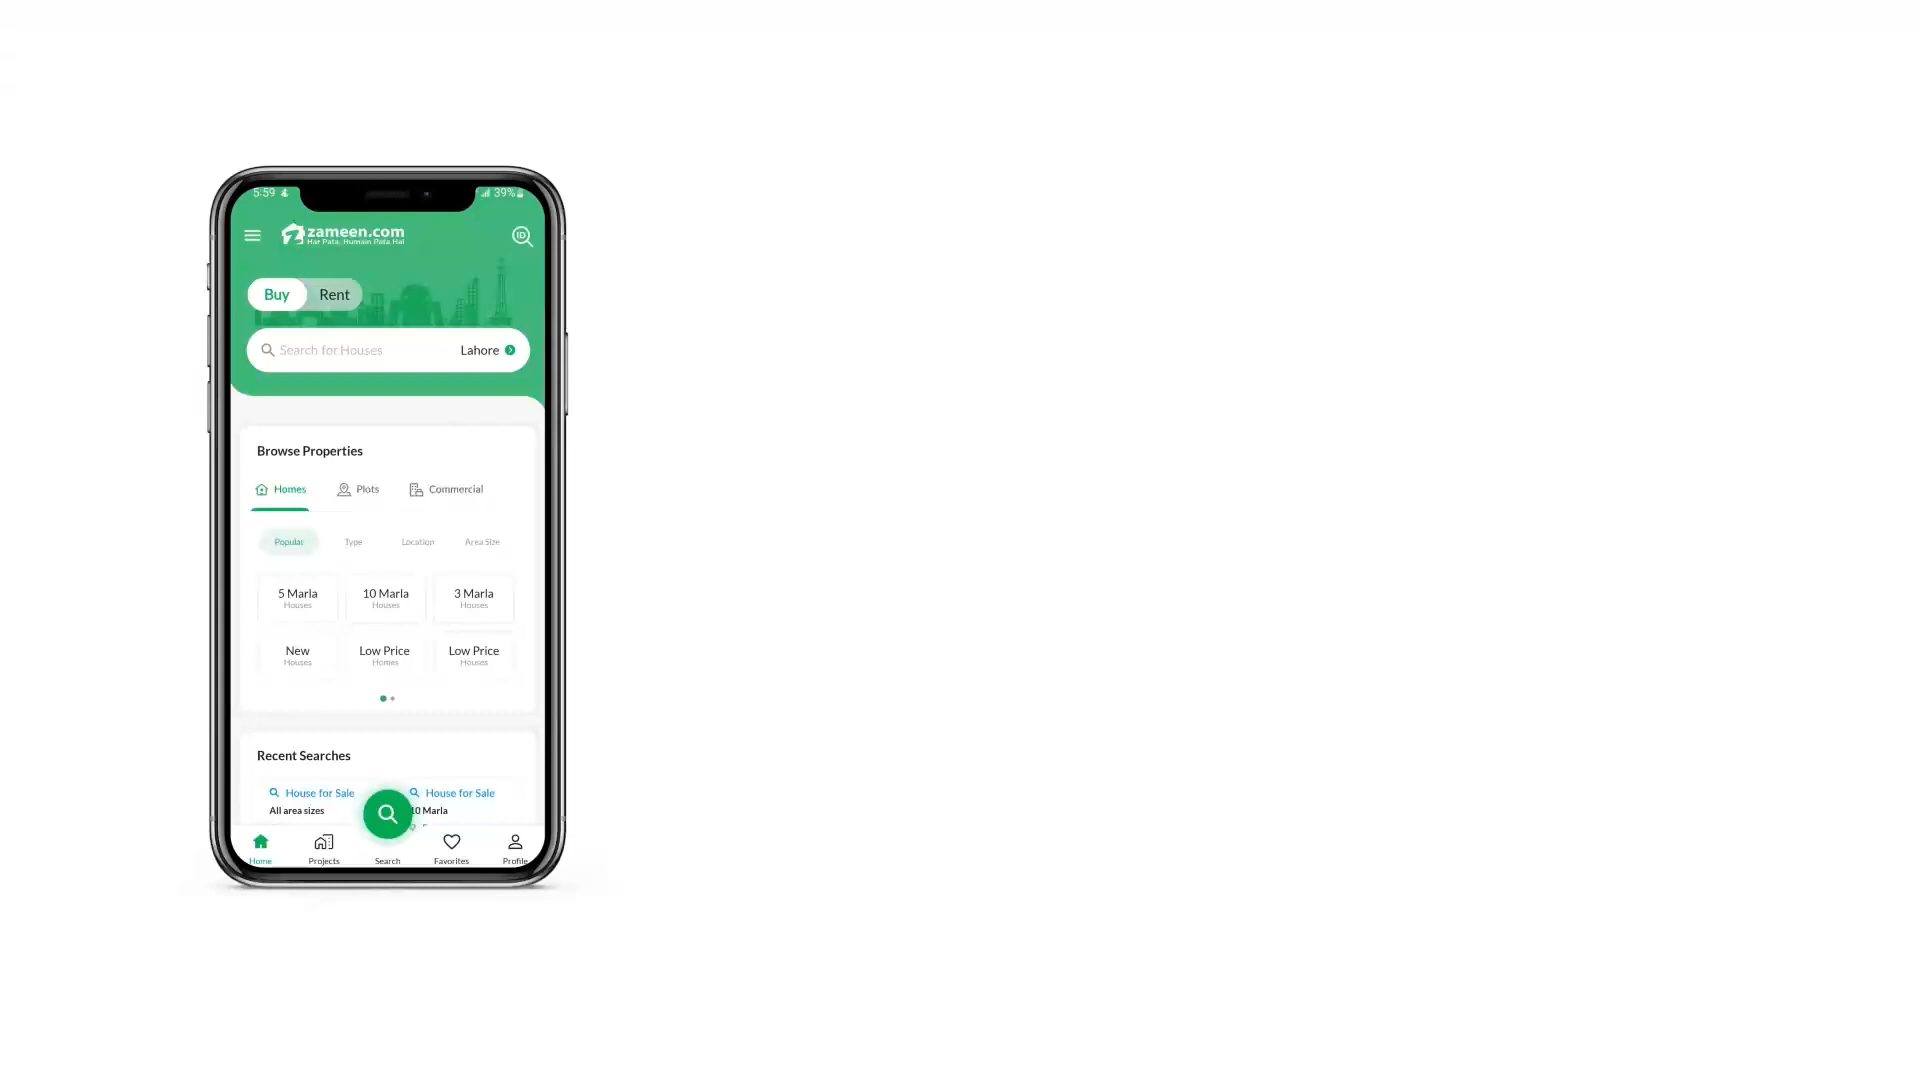 5:59
39%
zameen.com
Har Pata, Humain Pata Hai
ID
Buy Rent
Search for Houses Lahore
Browse Properties
Homes Plots Commercial
Popular Type Location Area Size
5 Marla 10 Marla 3 Marla
Houses Houses Houses
New Low Price Low Price
Houses Homes Houses
Recent Searches
House for Sale House for Sale
All area sizes 10 Marla
Home Projects Search Favorites Profile